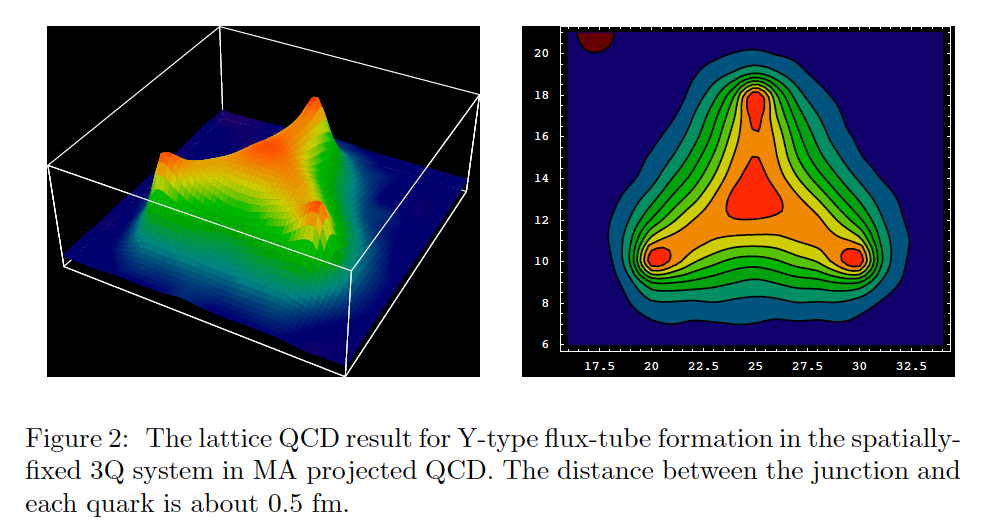 20
18
16
14
12
10
8
6
17.5 20 22.5 25 27.5 30 32.5
Figure 2: The lattice QCD result for Y-type flux-tube formation in the spatially-
fixed 3Q system in MA projected QCD. The distance between the junction and
each quark is about 0.5 fm.